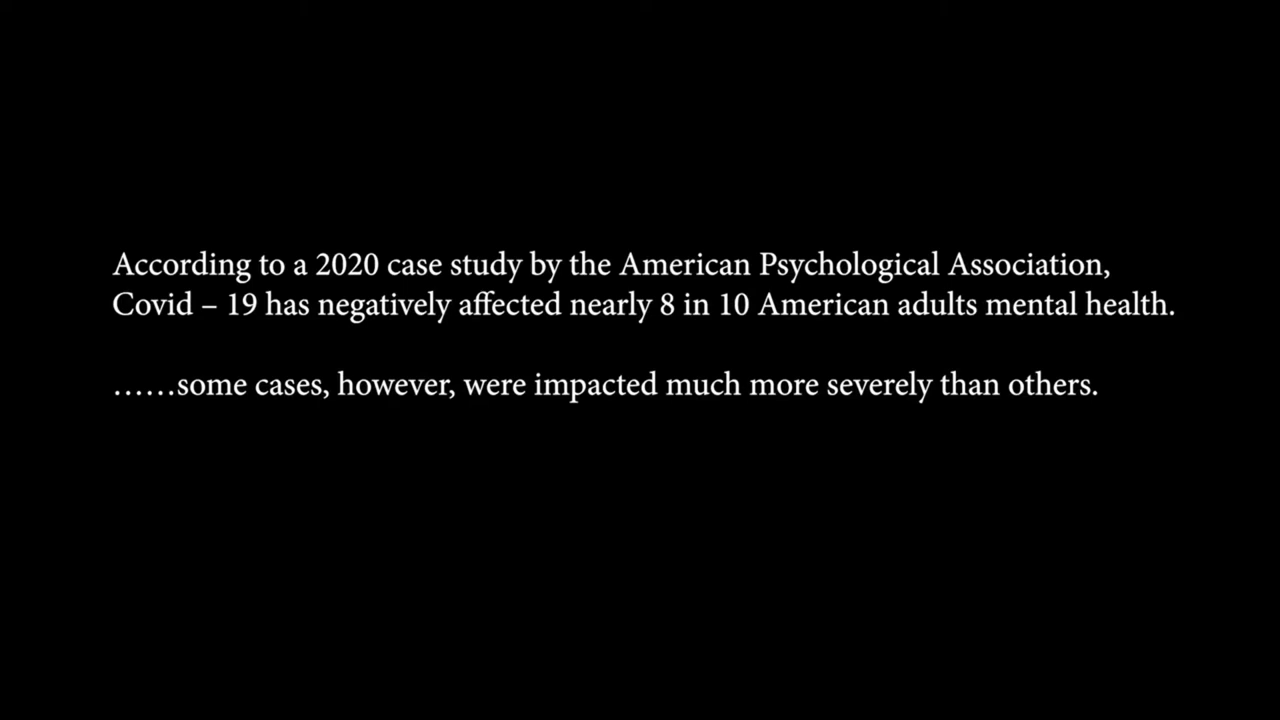 According to a 2020 case study by the American Psychological Association,
Covid – 19 has negatively affected nearly 8 in 10 American adults mental health.
……some cases, however, were impacted much more severely than others.